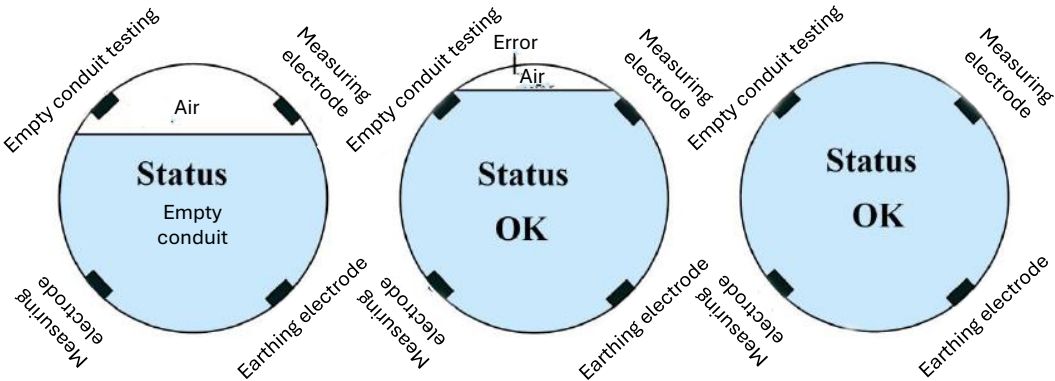 Empty conduit testing
Measuring
electrode
Air
Status
Empty
conduit
Measuring
electrode
Earthing electrode
Empty conduit testing
Error
Air
Measuring
electrode
Status
OK
Measuring
electrode
Earthing electrode
Empty conduit testing
Measuring
electrode
Status
OK
Measuring
electrode
Earthing electrode